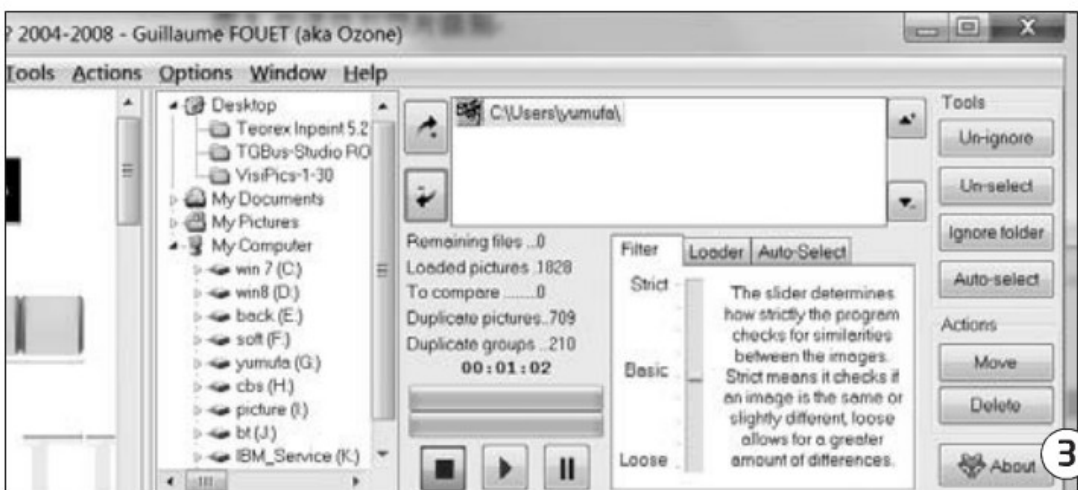 ? 2004-2008 - Guillaume FOUET (aka Ozone)
Tools Actions Options Window Help
Desktop
Teorex Inpaint 5.2
TGBus-Studio RO
VisiPics-1-30
My Documents
My Pictures
My Computer
win 7 (C:)
win8 (D:)
back (E:)
soft (F:)
yumufa (G:)
cbs (H:)
picture (I:)
bt (J:)
IBM_Service (K:)
C:\Users\yumufa\
Remaining files ..0
Loaded pictures .1828
To compare ........0
Duplicate pictures..709
Duplicate groups ..210
00:01:02
Filter Loader Auto-Select
Strict
Basic
Loose
The slider determines
how strictly the program
checks for similarities
between the images.
Strict means it checks if
an image is the same or
slightly different, loose
allows for a greater
amount of differences.
Tools
Un-ignore
Un-select
Ignore folder
Auto-select
Actions
Move
Delete
About
3